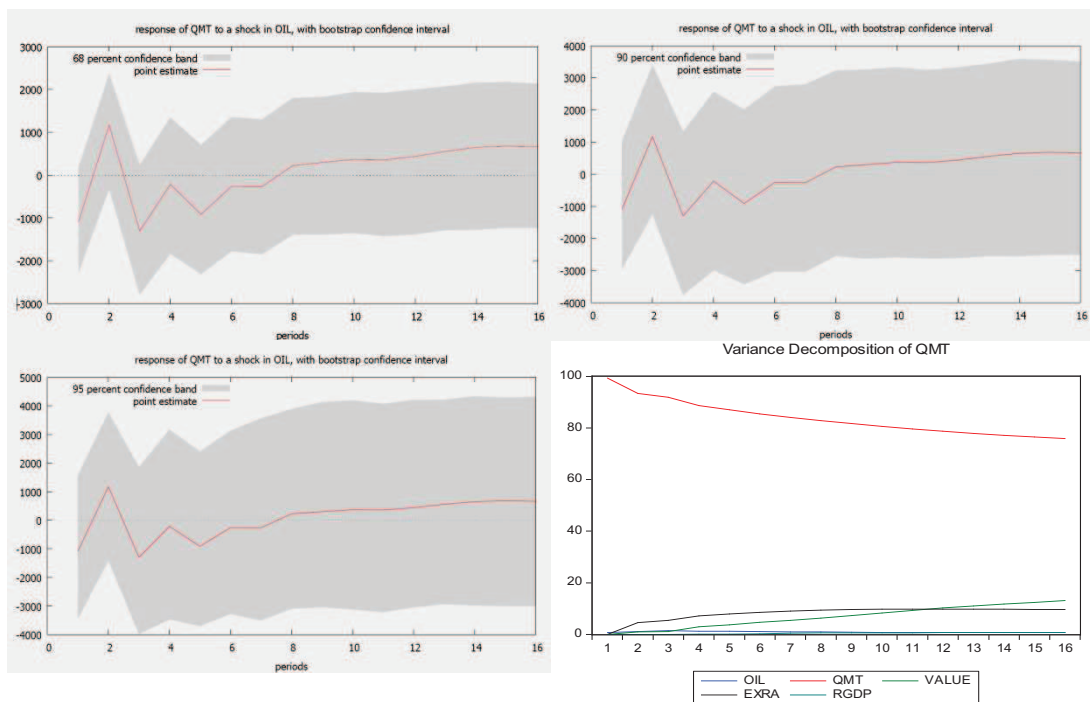 response of QMT to a shock in OIL, with bootstrap confidence interval
68 percent confidence band
point estimate
3000
2000
1000
0
-1000
-2000
-3000
0 2 4 6 8 10 12 14 16
periods
response of QMT to a shock in OIL, with bootstrap confidence interval
90 percent confidence band
point estimate
4000
3000
2000
1000
0
-1000
-2000
-3000
-4000
0 2 4 6 8 10 12 14 16
periods
response of QMT to a shock in OIL, with bootstrap confidence interval
95 percent confidence band
point estimate
5000
4000
3000
2000
1000
0
-1000
-2000
-3000
-4000
0 2 4 6 8 10 12 14 16
periods
Variance Decomposition of QMT
100
80
60
40
20
0
1 2 3 4 5 6 7 8 9 10 11 12 13 14 15 16
OIL QMT VALUE
EXRA RGDP